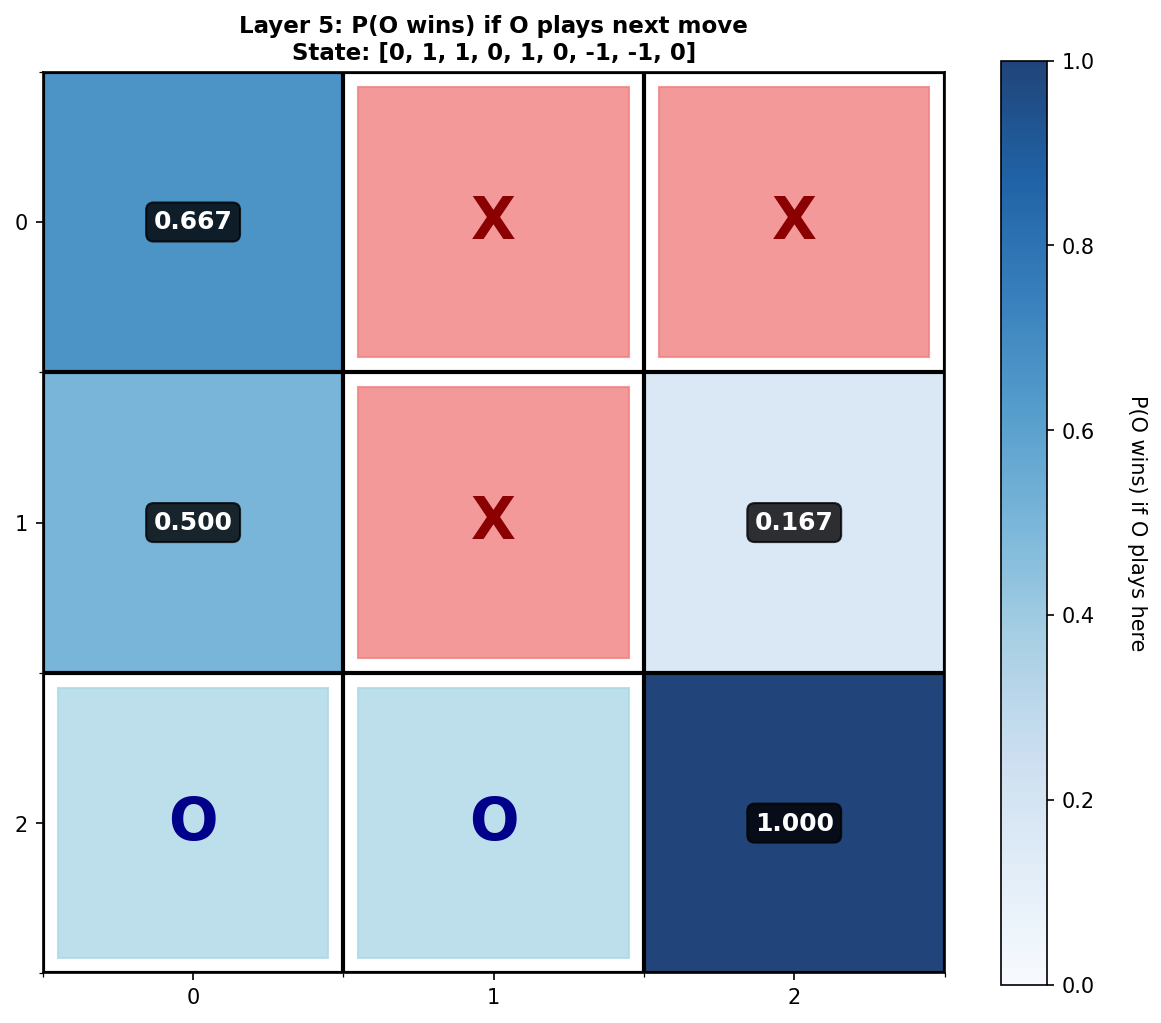 Layer 5: P(O wins) if O plays next move
State: [0, 1, 1, 0, 1, 0, -1, -1, 0]
0
0.667
X
X
1
0.500
X
0.167
2
O
O
1.000
0
1
2
1.0
0.8
0.6
0.4
0.2
0.0
P(O wins) if O plays here